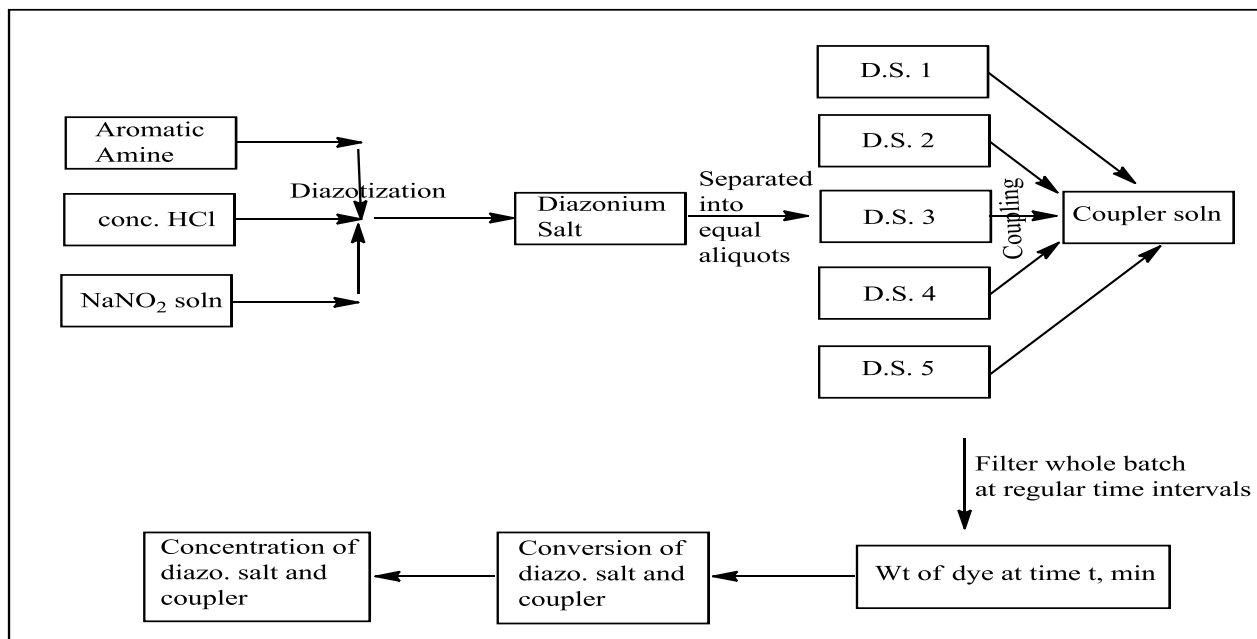 Aromatic
Amine
conc. HCl
NaNO₂ soln
Diazotization
Diazonium
Salt
Separated
into
equal
aliquots
D.S. 1
D.S. 2
D.S. 3
D.S. 4
D.S. 5
Coupling
Coupler soln
Filter whole batch
at regular time intervals
Wt of dye at time t, min
Conversion of
diazo. salt and
coupler
Concentration of
diazo. salt and
coupler